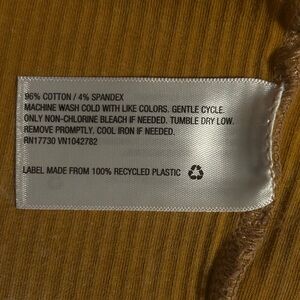 96% COTTON / 4% SPANDEX
MACHINE WASH COLD WITH LIKE COLORS. GENTLE CYCLE.
ONLY NON-CHLORINE BLEACH IF NEEDED. TUMBLE DRY LOW.
REMOVE PROMPTLY. COOL IRON IF NEEDED.
RN17730 VN1042782
LABEL MADE FROM 100% RECYCLED PLASTIC